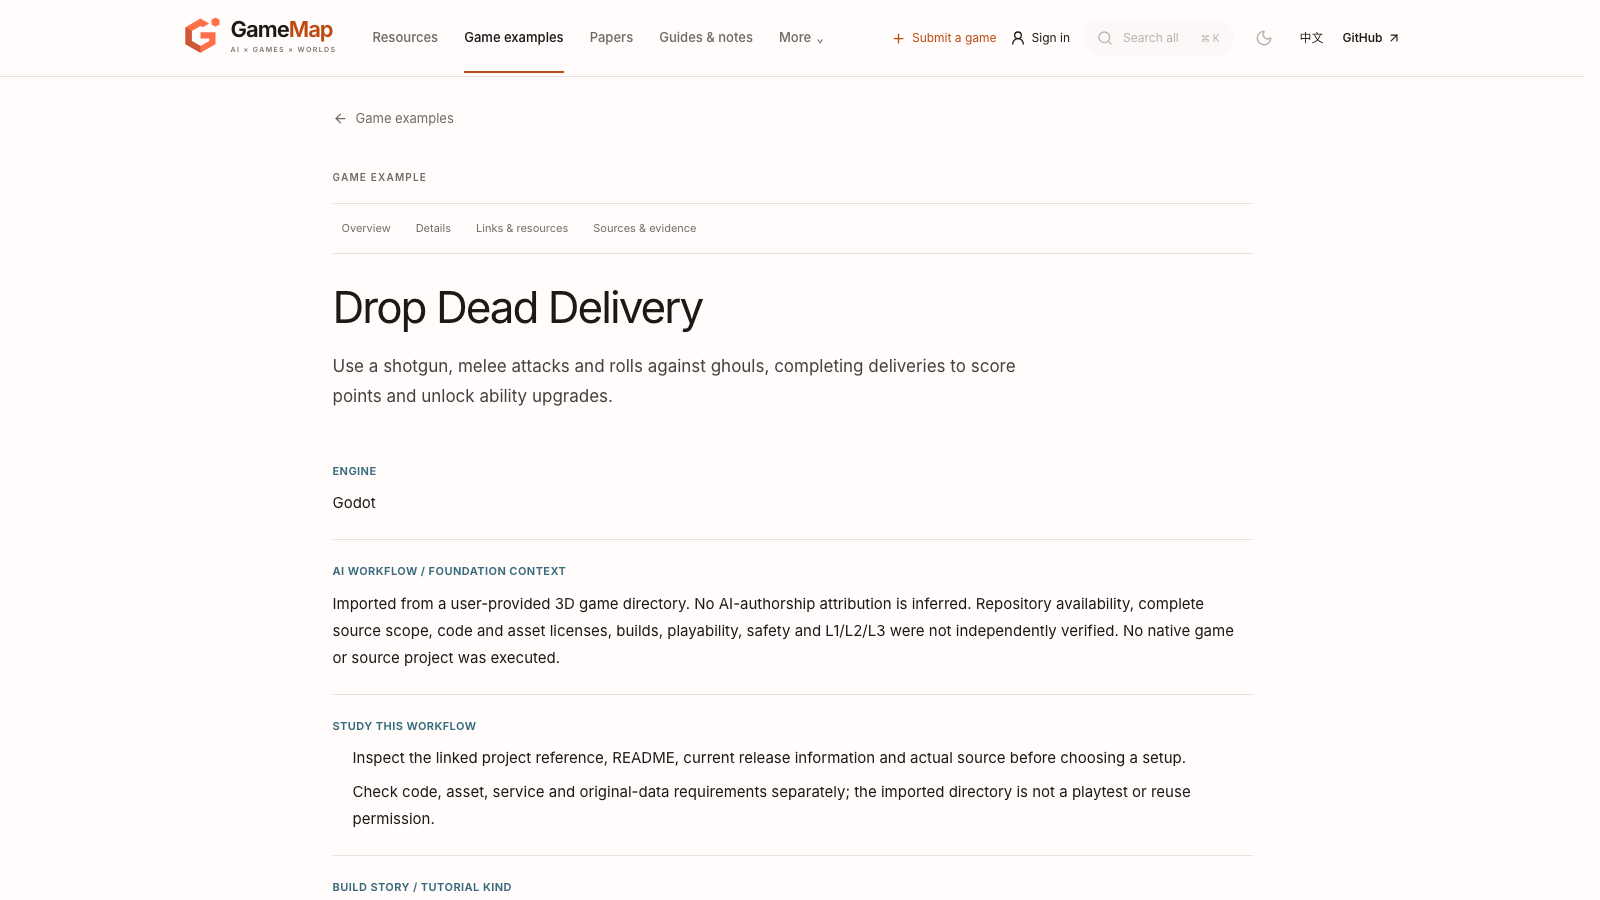 GameMap
AI × GAMES × WORLDS
Resources
Game examples
Papers
Guides & notes
More
Submit a game
Sign in
Search all
⌘ K
中文
GitHub ↗
← Game examples
GAME EXAMPLE
Overview
Details
Links & resources
Sources & evidence
Drop Dead Delivery
Use a shotgun, melee attacks and rolls against ghouls, completing deliveries to score
points and unlock ability upgrades.
ENGINE
Godot
AI WORKFLOW / FOUNDATION CONTEXT
Imported from a user-provided 3D game directory. No AI-authorship attribution is inferred. Repository availability, complete
source scope, code and asset licenses, builds, playability, safety and L1/L2/L3 were not independently verified. No native game
or source project was executed.
STUDY THIS WORKFLOW
Inspect the linked project reference, README, current release information and actual source before choosing a setup.
Check code, asset, service and original-data requirements separately; the imported directory is not a playtest or reuse
permission.
BUILD STORY / TUTORIAL KIND